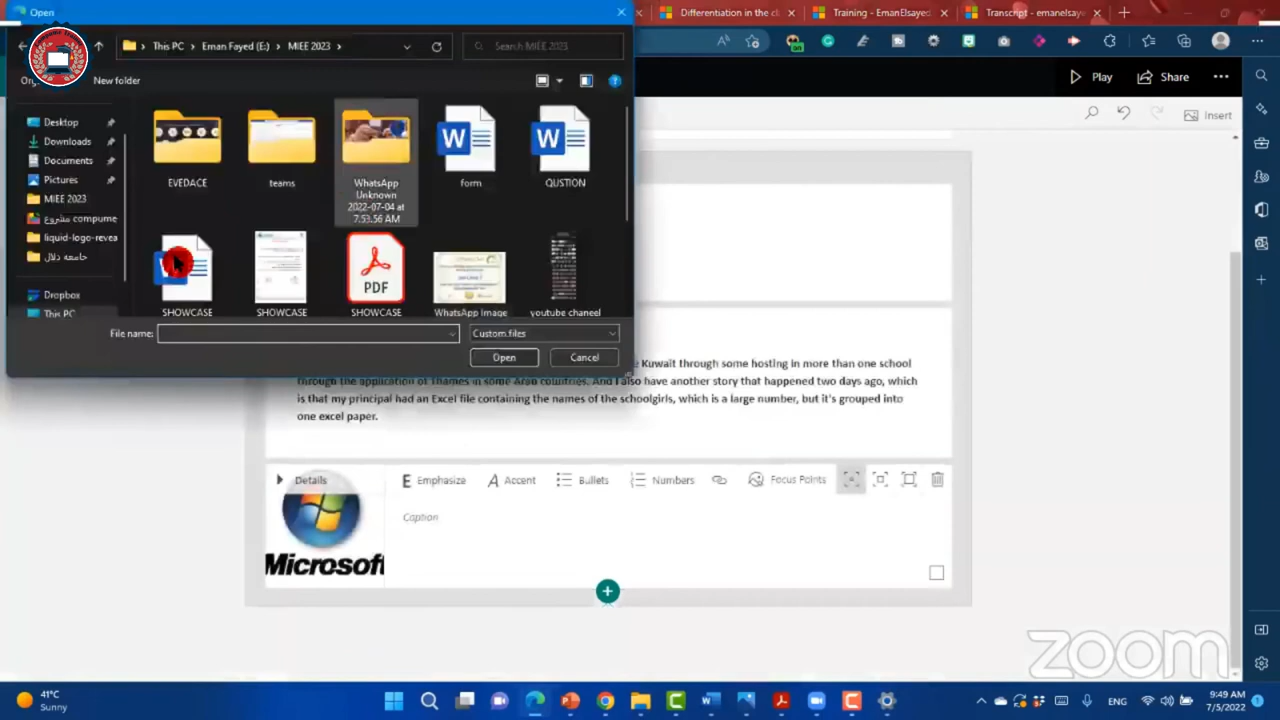 Open
Differentiation in the cl
Training - EmanElsayed
Transcript - emanelsaye
This PC
Eman Fayed (E:)
MIEE 2023
Search MIEE 2023
New folder
Play
Share
Insert
Desktop
Downloads
Documents
Pictures
MIEE 2023
مشروع compume
liquid-logo-revea
جامعه دلال
Dropbox
This PC
EVEDACE
teams
WhatsApp
Unknown
2022-07-04 at
7.53.56 AM
form
QUSTION
PDF
SHOWCASE
SHOWCASE
SHOWCASE
WhatsApp Image
youtube chaneel
File name:
Custom files
Open
Cancel
Kuwait through some hosting in more than one school
through the application of Thames in some Arab countries. And I also have another story that happened two days ago, which
is that my principal had an Excel file containing the names of the schoolgirls, which is a large number, but it's grouped into
one excel paper.
Details
Emphasize
Accent
Bullets
Numbers
Focus Points
Caption
Microsoft
zoom
41°C
Sunny
ENG
9:49 AM
7/5/2022